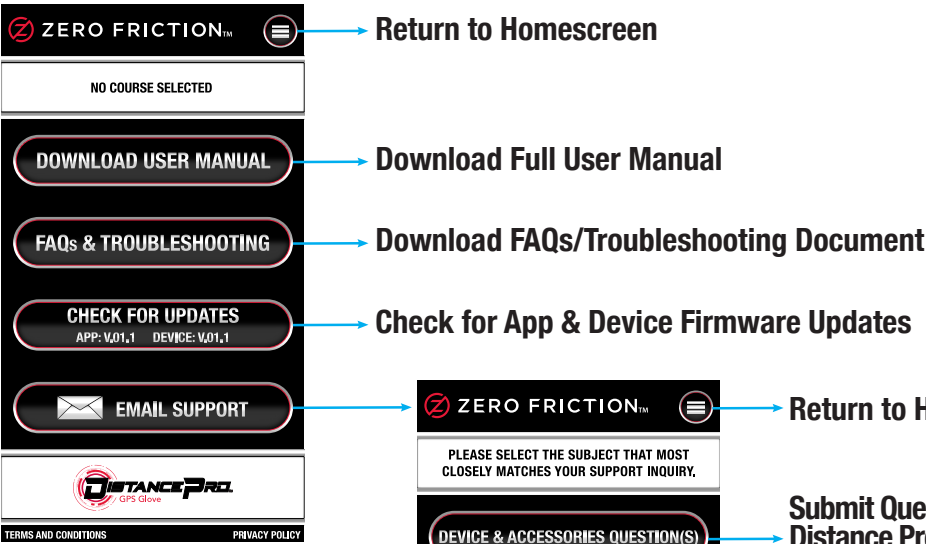 ZERO FRICTION™
Return to Homescreen
NO COURSE SELECTED
DOWNLOAD USER MANUAL
Download Full User Manual
FAQs & TROUBLESHOOTING
Download FAQs/Troubleshooting Document
CHECK FOR UPDATES
APP: V.01.1 DEVICE: V.01.1
Check for App & Device Firmware Updates
EMAIL SUPPORT
DISTANCE PRO.
GPS Glove
TERMS AND CONDITIONS
PRIVACY POLICY
ZERO FRICTION™
Return to H
PLEASE SELECT THE SUBJECT THAT MOST
CLOSELY MATCHES YOUR SUPPORT INQUIRY.
DEVICE & ACCESSORIES QUESTION(S)
Submit Que
Distance Pr